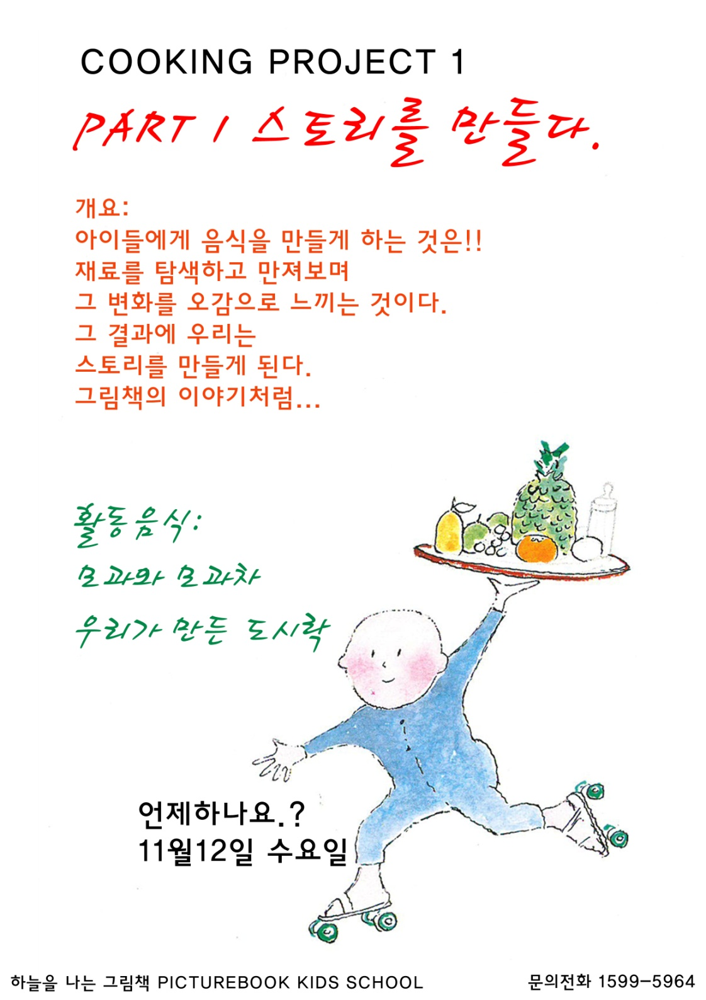 COOKING PROJECT 1
PART 1 스토리를 만들다.
개요:
아이들에게 음식을 만들게 하는 것은!!
재료를 탐색하고 만져보며
그 변화를 오감으로 느끼는 것이다.
그 결과에 우리는
스토리를 만들게 된다.
그림책의 이야기처럼...
활동음식:
모과와 모과차
우리가 만든 도시락
언제하나요.?
11월12일 수요일
하늘을 나는 그림책 PICTUREBOOK KIDS SCHOOL
문의전화 1599-5964